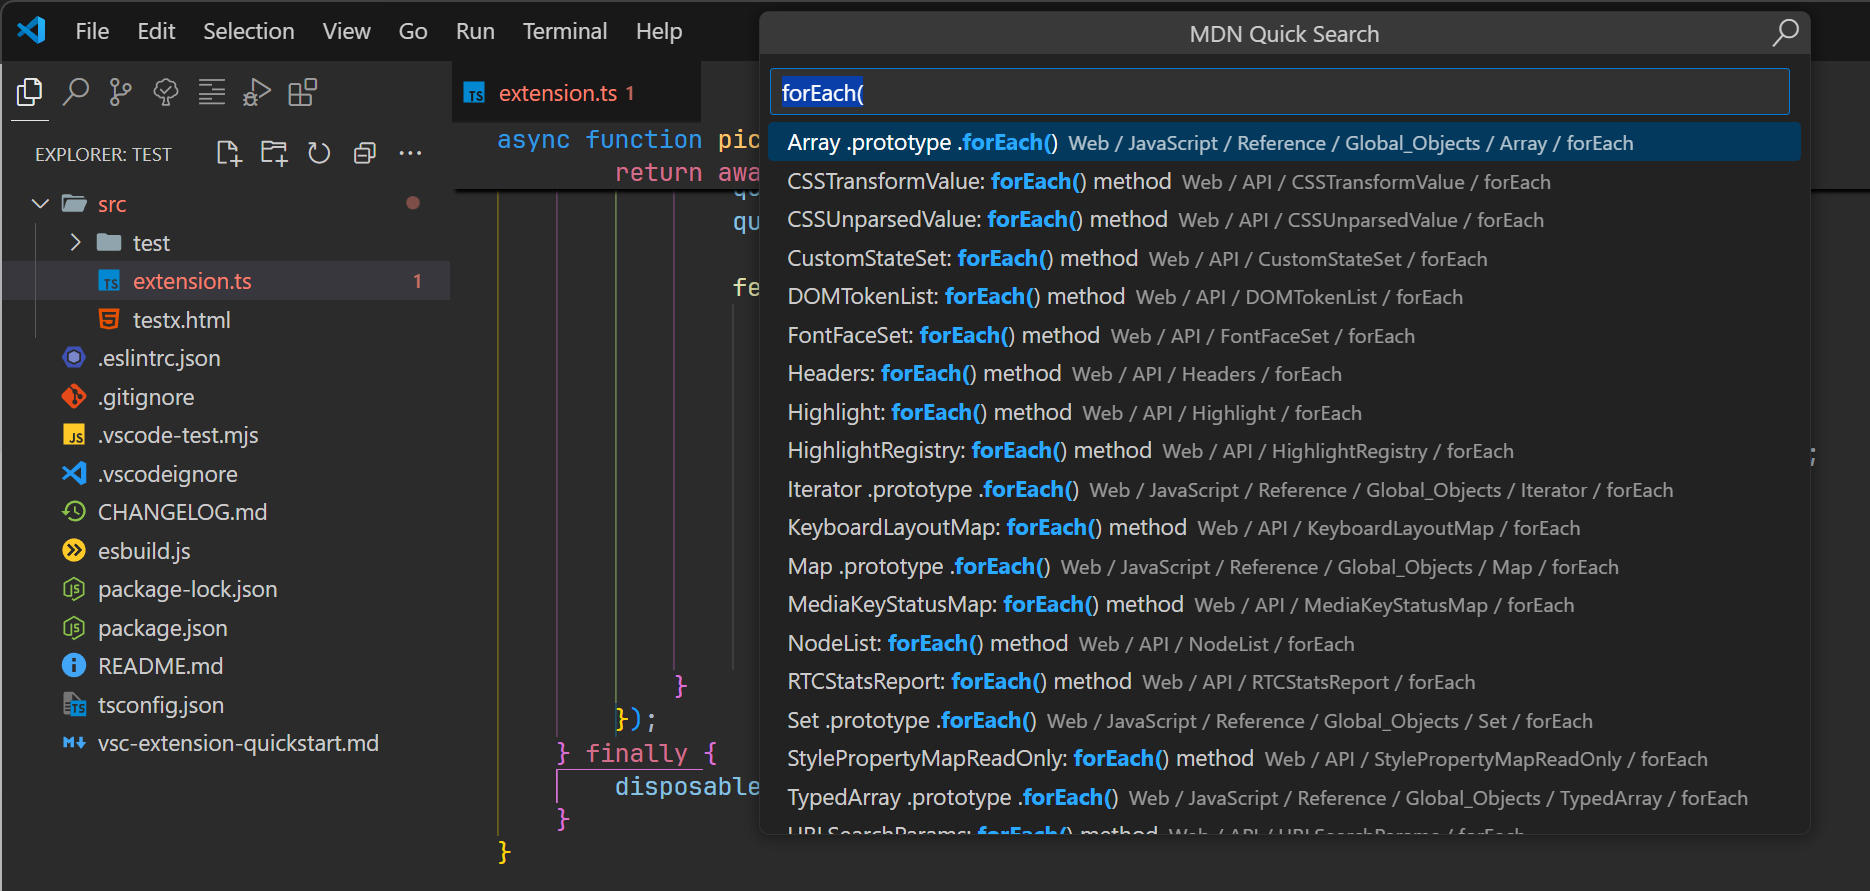 File Edit Selection View Go Run Terminal Help
EXPLORER: TEST
src
test
extension.ts 1
testx.html
.eslintrc.json
.gitignore
.vscode-test.mjs
.vscodeignore
CHANGELOG.md
esbuild.js
package-lock.json
package.json
README.md
tsconfig.json
vsc-extension-quickstart.md
extension.ts 1
async function pic
return awa
qu
qu
fe
}
});
} finally {
disposable
}
}
;
MDN Quick Search
forEach(
Array .prototype .forEach() Web / JavaScript / Reference / Global_Objects / Array / forEach
CSSTransformValue: forEach() method Web / API / CSSTransformValue / forEach
CSSUnparsedValue: forEach() method Web / API / CSSUnparsedValue / forEach
CustomStateSet: forEach() method Web / API / CustomStateSet / forEach
DOMTokenList: forEach() method Web / API / DOMTokenList / forEach
FontFaceSet: forEach() method Web / API / FontFaceSet / forEach
Headers: forEach() method Web / API / Headers / forEach
Highlight: forEach() method Web / API / Highlight / forEach
HighlightRegistry: forEach() method Web / API / HighlightRegistry / forEach
Iterator .prototype .forEach() Web / JavaScript / Reference / Global_Objects / Iterator / forEach
KeyboardLayoutMap: forEach() method Web / API / KeyboardLayoutMap / forEach
Map .prototype .forEach() Web / JavaScript / Reference / Global_Objects / Map / forEach
MediaKeyStatusMap: forEach() method Web / API / MediaKeyStatusMap / forEach
NodeList: forEach() method Web / API / NodeList / forEach
RTCStatsReport: forEach() method Web / API / RTCStatsReport / forEach
Set .prototype .forEach() Web / JavaScript / Reference / Global_Objects / Set / forEach
StylePropertyMapReadOnly: forEach() method Web / API / StylePropertyMapReadOnly / forEach
TypedArray .prototype .forEach() Web / JavaScript / Reference / Global_Objects / TypedArray / forEach
URLSearchParams: forEach() method Web / API / URLSearchParams / forEach